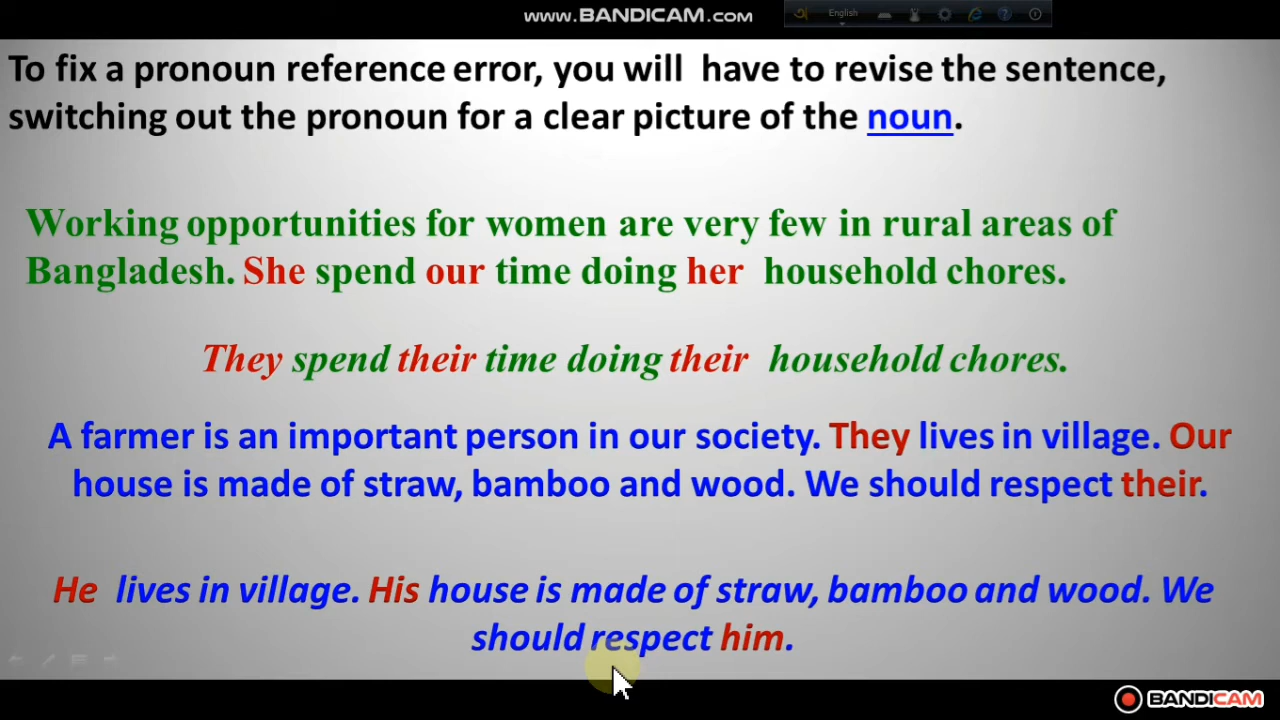 www.BANDICAM.com
English
To fix a pronoun reference error, you will have to revise the sentence,
switching out the pronoun for a clear picture of the noun.
Working opportunities for women are very few in rural areas of
Bangladesh. She spend our time doing her household chores.
They spend their time doing their household chores.
A farmer is an important person in our society. They lives in village. Our
house is made of straw, bamboo and wood. We should respect their.
He lives in village. His house is made of straw, bamboo and wood. We
should respect him.
BANDICAM